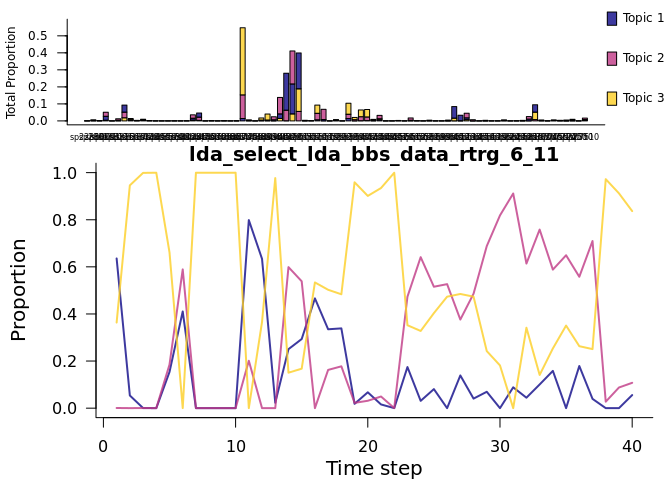 Topic 1
Topic 2
Topic 3
Total Proportion
0.5
0.4
0.3
0.2
0.1
0.0
lda_select_lda_bbs_data_rtrg_6_11
Proportion
1.0
0.8
0.6
0.4
0.2
0.0
0 10 20 30 40
Time step